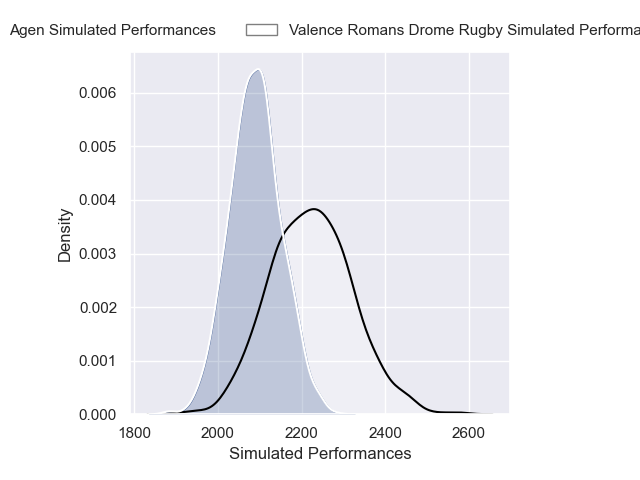 Agen Simulated Performances
Valence Romans Drome Rugby Simulated Performa
0.006
0.005
0.004
0.003
0.002
0.001
0.000
Density
1800 2000 2200 2400 2600
Simulated Performances